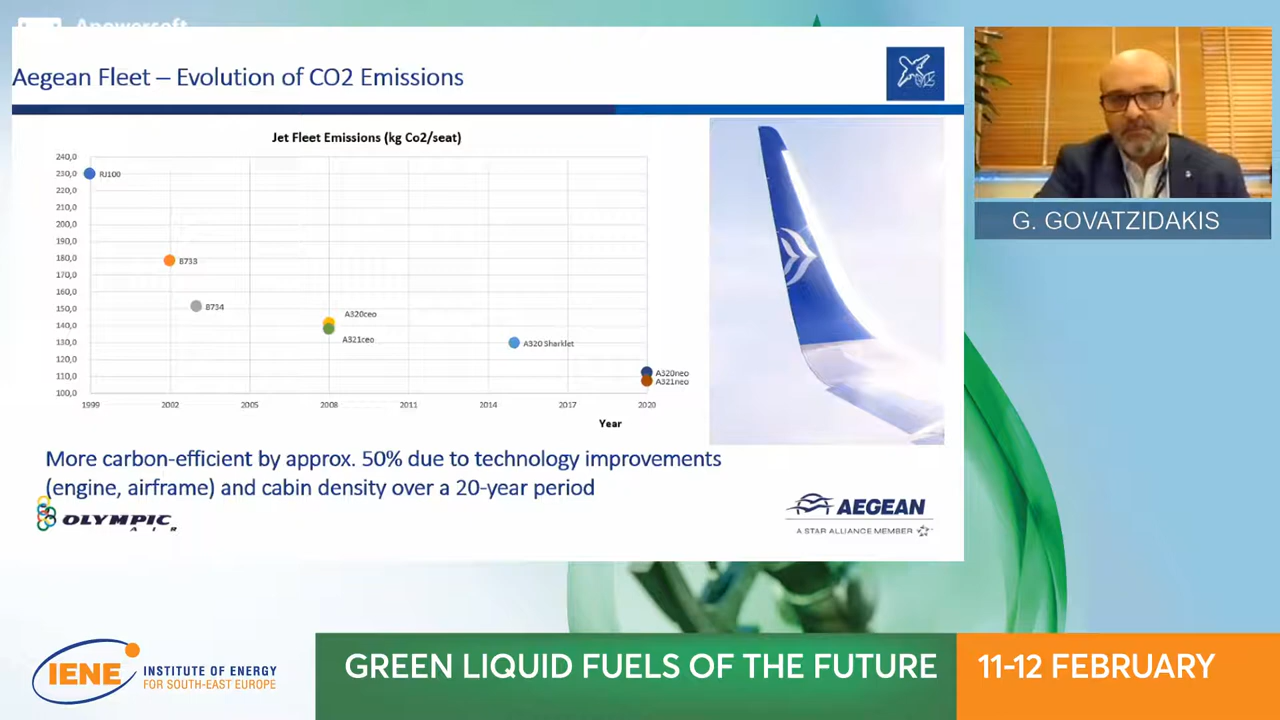 Apowersoft
Aegean Fleet – Evolution of CO2 Emissions
Jet Fleet Emissions (kg Co2/seat)
240,0
230,0
220,0
210,0
200,0
190,0
180,0
170,0
160,0
150,0
140,0
130,0
120,0
110,0
100,0
RJ100
B733
B734
A320ceo
A321ceo
A320 Sharklet
A320neo
A321neo
1999 2002 2005 2008 2011 2014 2017 2020
Year
More carbon-efficient by approx. 50% due to technology improvements
(engine, airframe) and cabin density over a 20-year period
OLYMPIC
AIR
AEGEAN
A STAR ALLIANCE MEMBER
G. GOVATZIDAKIS
IENE
INSTITUTE OF ENERGY
FOR SOUTH-EAST EUROPE
GREEN LIQUID FUELS OF THE FUTURE
11-12 FEBRUARY